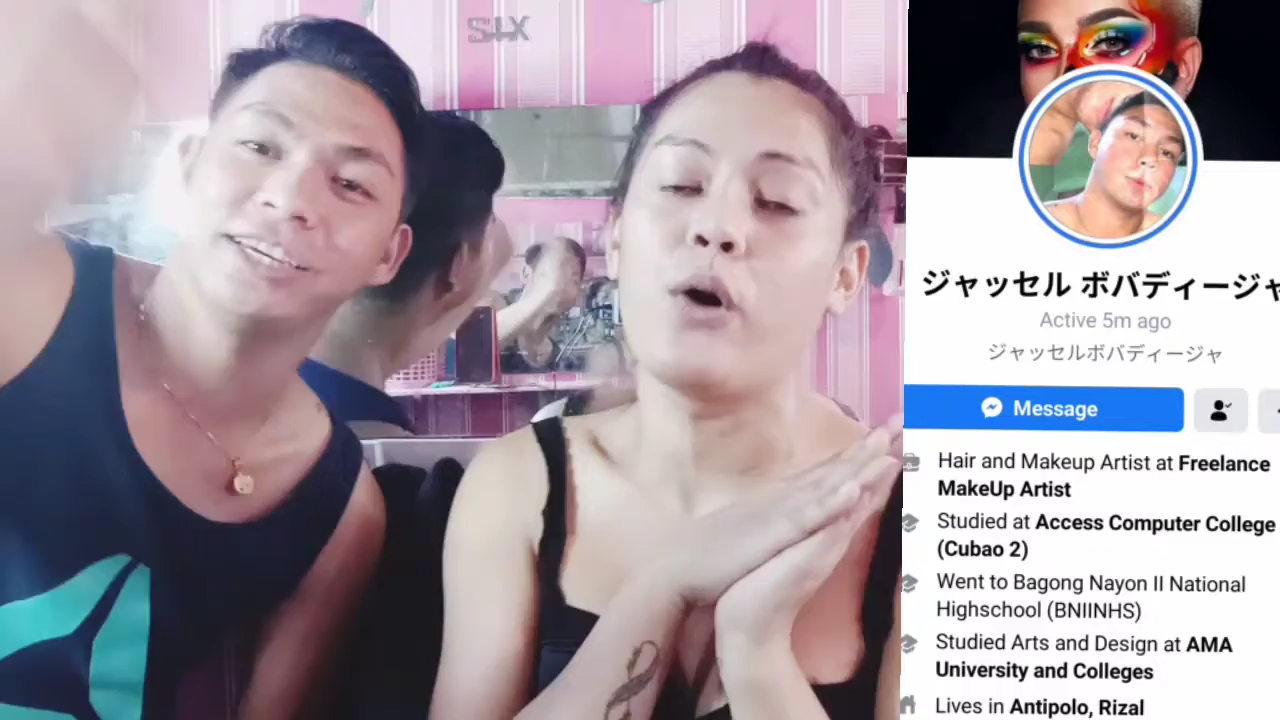 SIX
ジャッセル ボバディージャ
Active 5m ago
ジャッセルボバディージャ
Message
Hair and Makeup Artist at Freelance
MakeUp Artist
Studied at Access Computer College
(Cubao 2)
Went to Bagong Nayon II National
Highschool (BNIINHS)
Studied Arts and Design at AMA
University and Colleges
Lives in Antipolo, Rizal